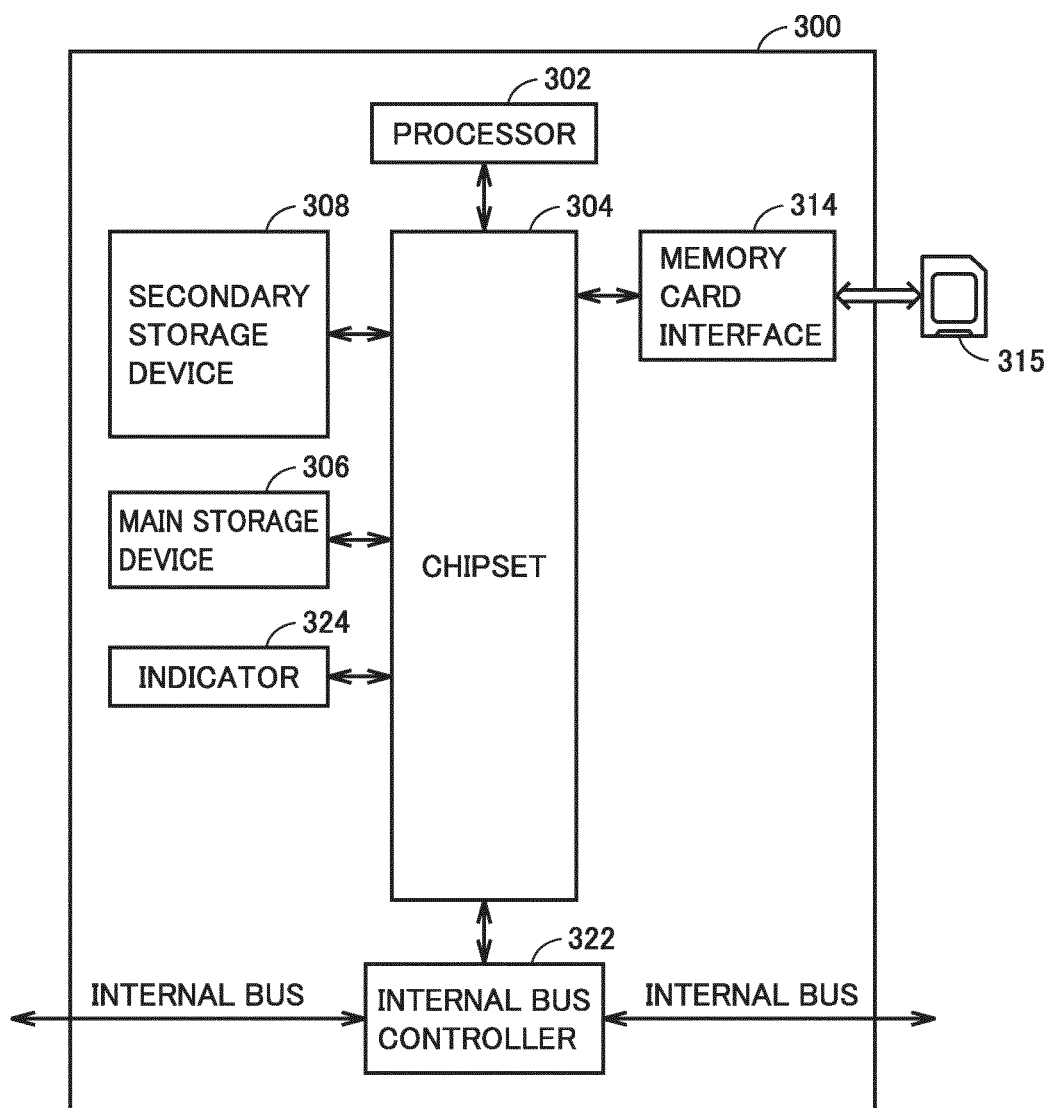 300
302
PROCESSOR
308
304
314
SECONDARY
STORAGE
DEVICE
MEMORY
CARD
INTERFACE
315
306
MAIN STORAGE
DEVICE
CHIPSET
324
INDICATOR
322
INTERNAL BUS
INTERNAL BUS
CONTROLLER
INTERNAL BUS